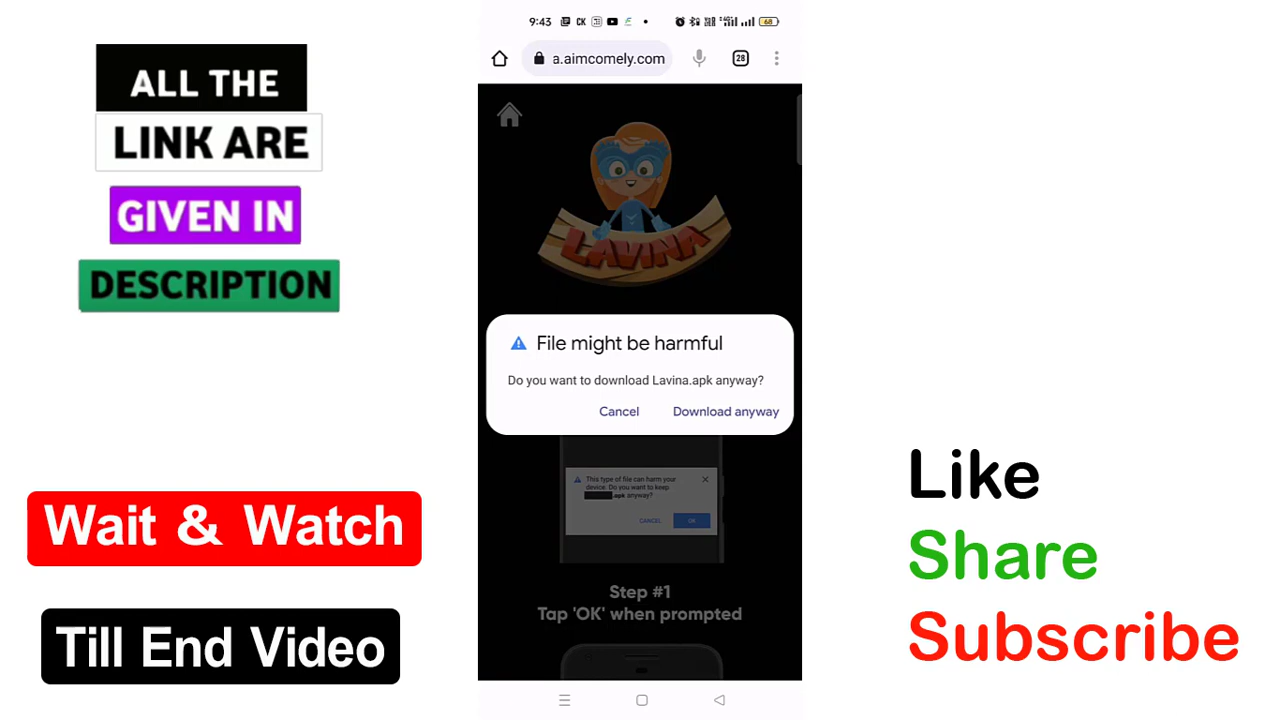 ALL THE
LINK ARE
GIVEN IN
DESCRIPTION
Wait & Watch
Till End Video
9:43
CK
68
a.aimcomely.com
28
LAVINA
File might be harmful
Do you want to download Lavina.apk anyway?
Cancel
Download anyway
This type of file can harm your
device. Do you want to keep
.apk anyway?
CANCEL
OK
Step #1
Tap 'OK' when prompted
Like
Share
Subscribe